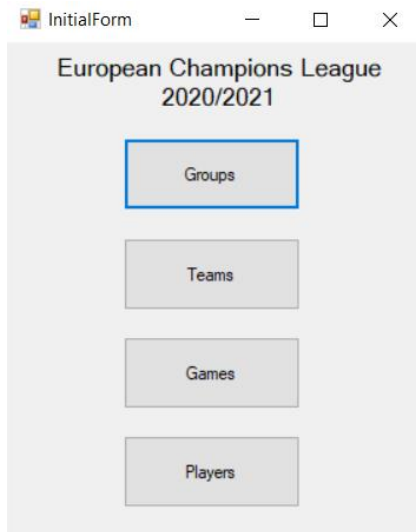 InitialForm
European Champions League
2020/2021
Groups
Teams
Games
Players